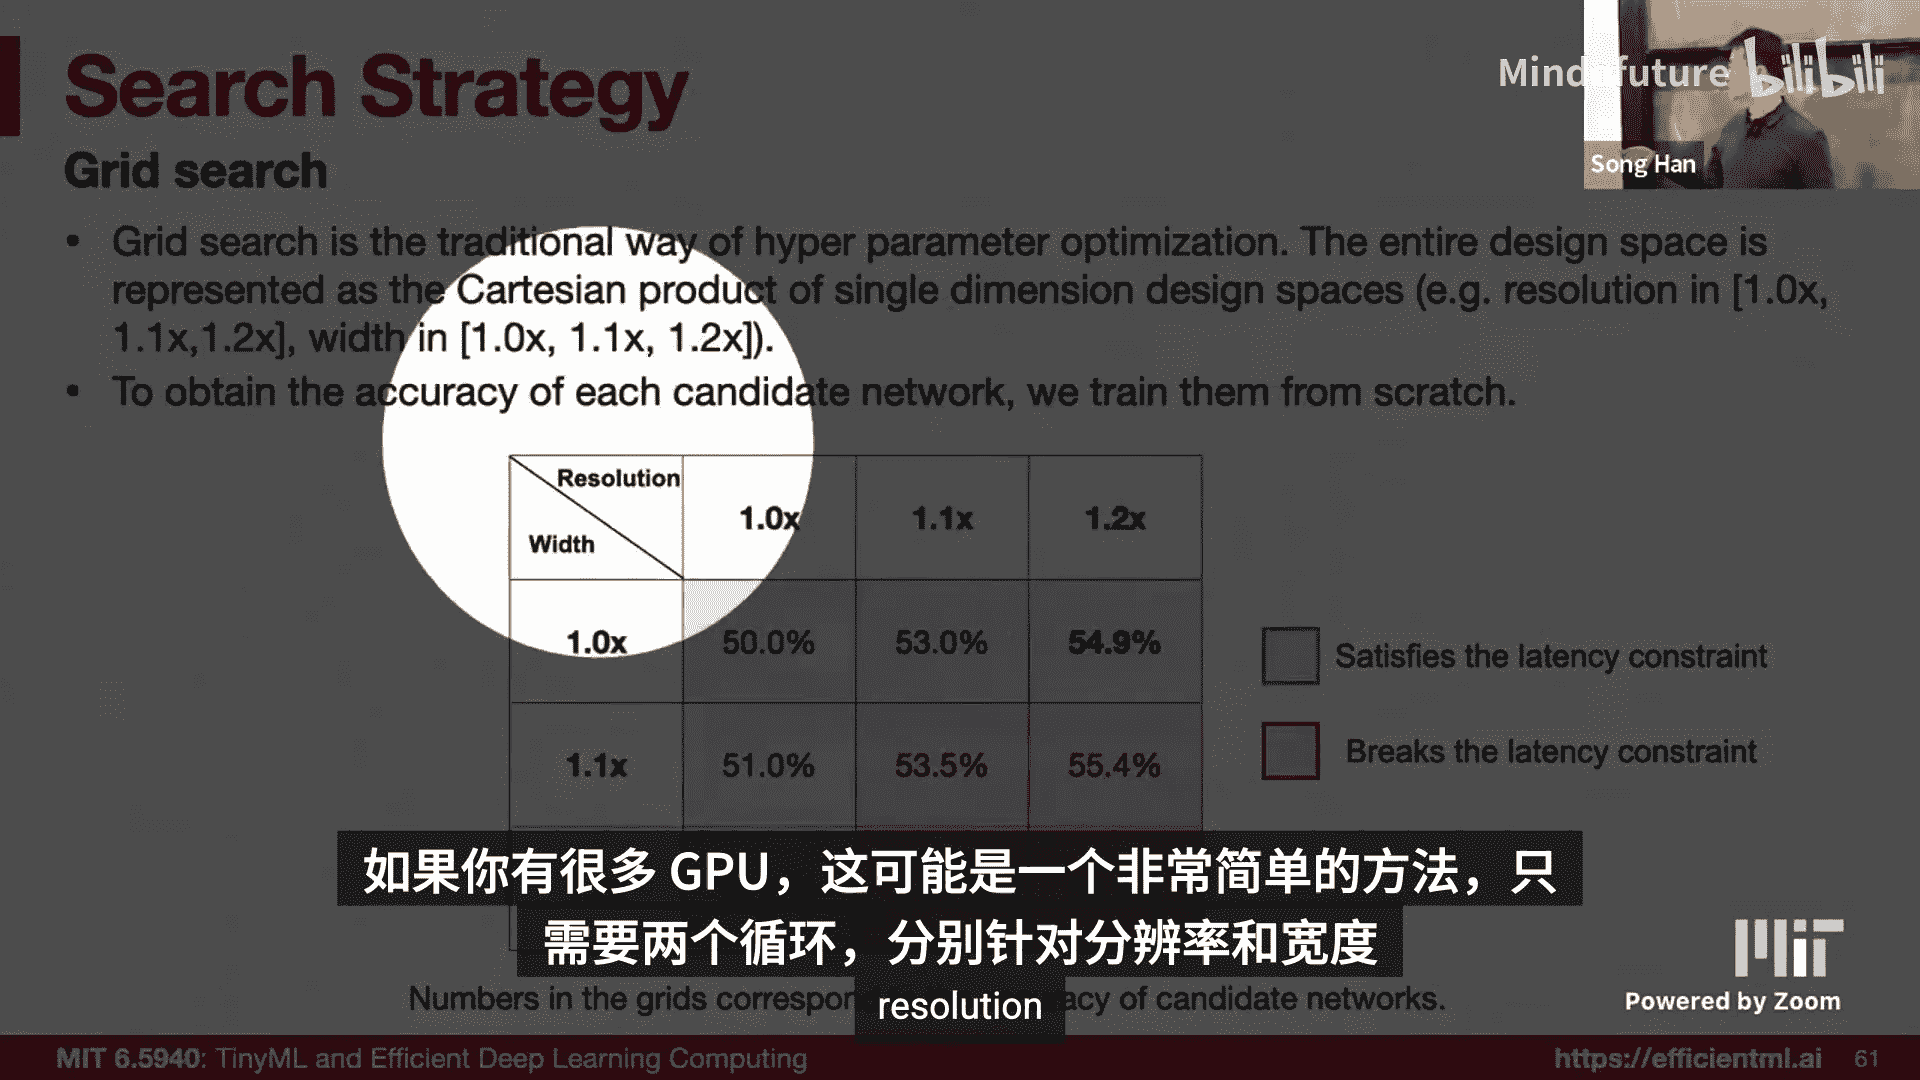 Search Strategy
Mind
future
bilibili
Song Han
Grid search
• Grid search is the traditional way of hyper parameter optimization. The entire design space is
represented as the Cartesian product of single dimension design spaces (e.g. resolution in [1.0x,
1.1x,1.2x], width in [1.0x, 1.1x, 1.2x]).
• To obtain the accuracy of each candidate network, we train them from scratch.
Resolution
Width
1.0x 1.1x 1.2x
1.0x 50.0% 53.0% 54.9%
Satisfies the latency constraint
1.1x 51.0% 53.5% 55.4%
Breaks the latency constraint
如果你有很多 GPU，这可能是一个非常简单的方法，只
需要两个循环，分别针对分辨率和宽度
Numbers in the grids correspon
resolution
acy of candidate networks.
MIT
Powered by Zoom
MIT 6.5940: TinyML and Efficient Deep Learning Computing
https://efficientml.ai 61